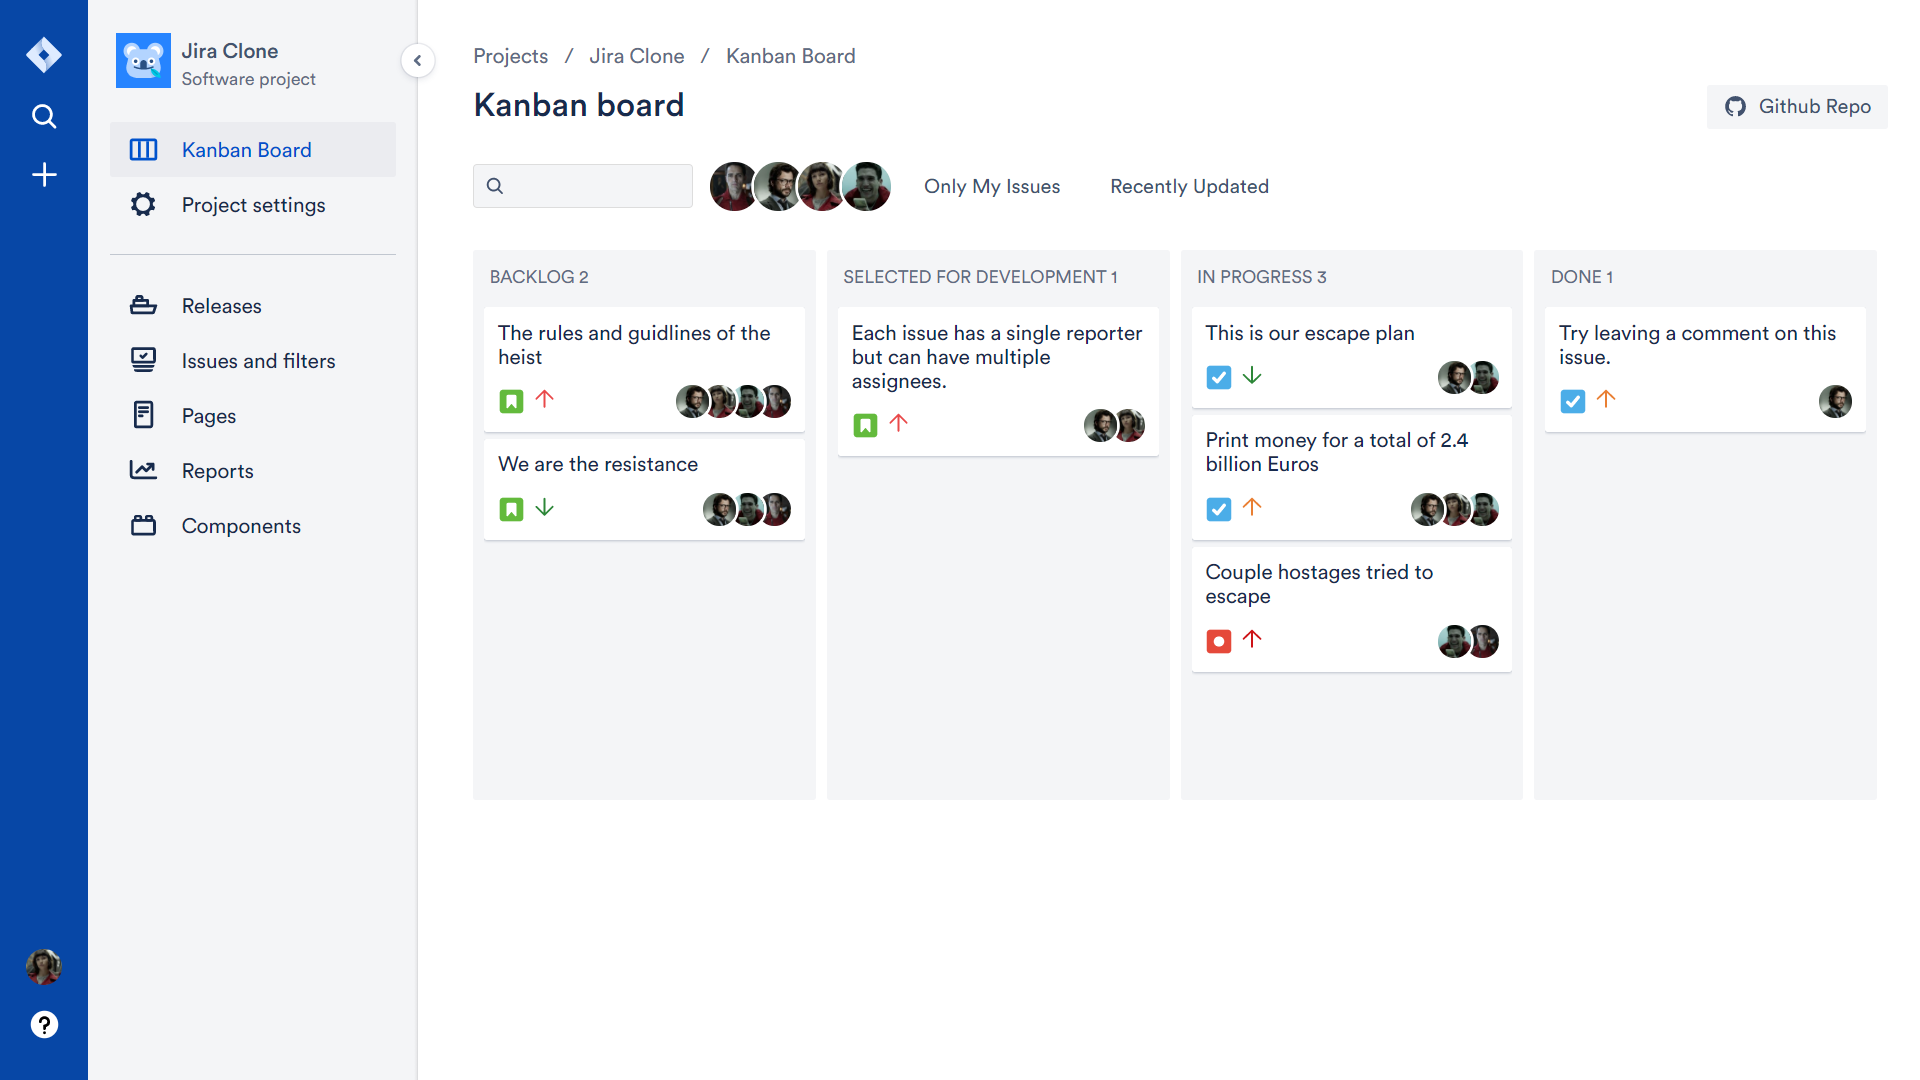 Jira Clone
Software project
Kanban Board
Project settings
Releases
Issues and filters
Pages
Reports
Components
Projects / Jira Clone / Kanban Board
Kanban board
Github Repo
Only My Issues
Recently Updated
BACKLOG 2
The rules and guidlines of the
heist
We are the resistance
SELECTED FOR DEVELOPMENT 1
Each issue has a single reporter
but can have multiple
assignees.
IN PROGRESS 3
This is our escape plan
Print money for a total of 2.4
billion Euros
Couple hostages tried to
escape
DONE 1
Try leaving a comment on this
issue.